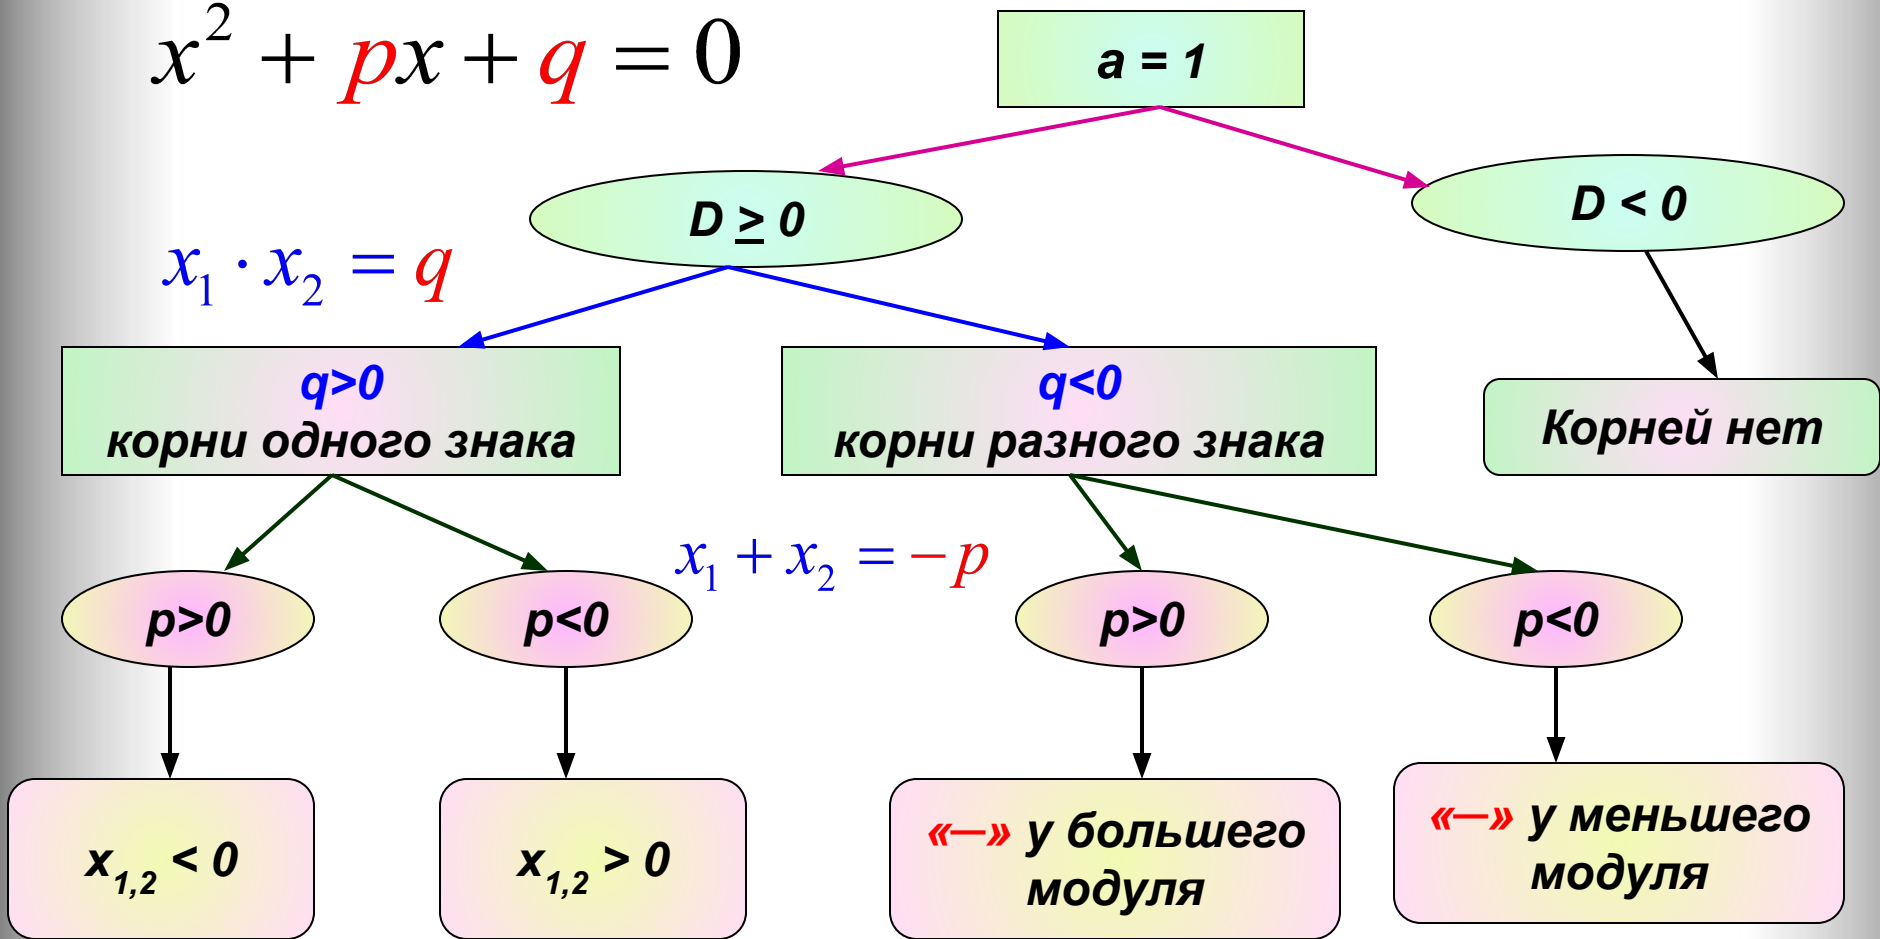 x² + px + q = 0
a = 1
D ≥ 0
D < 0
x₁ · x₂ = q
q>0
корни одного знака
q<0
корни разного знака
Корней нет
x₁ + x₂ = −p
p>0
p<0
p>0
p<0
x₁,₂ < 0
x₁,₂ > 0
«—» у большего
модуля
«—» у меньшего
модуля